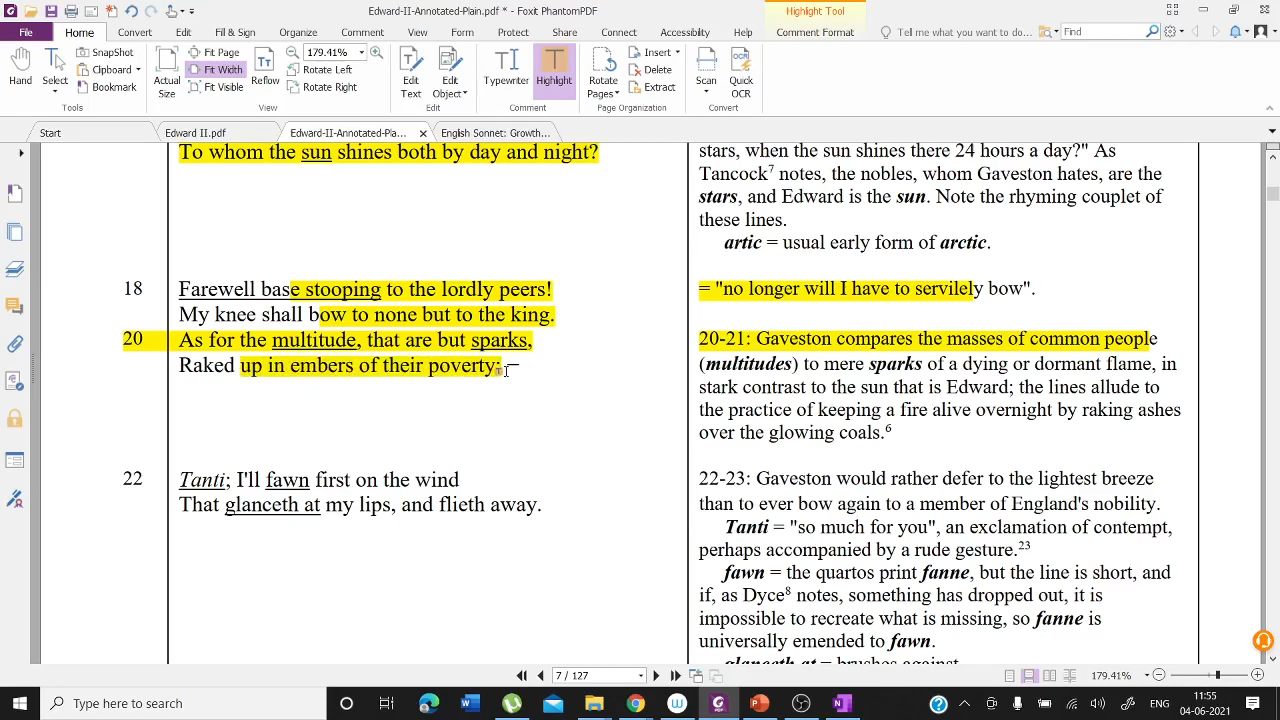 Edward-II-Annotated-Plain.pdf * - Foxit PhantomPDF
Highlight Tool
File Home Convert Edit Fill & Sign Organize Comment View Form Protect Share Connect Accessibility Help Comment Format Tell me what you want to do... Find
Hand
Select
SnapShot
Clipboard
Bookmark
Tools
Actual Size
Fit Page
Fit Width
Fit Visible
Reflow
179.41%
Rotate Left
Rotate Right
View
Edit Text
Edit Object
Edit
Typewriter
Highlight
Comment
Rotate Pages
Insert
Delete
Extract
Page Organization
Scan
Quick OCR
Convert
Start Edward II.pdf Edward-II-Annotated-Pla... English Sonnet: Growth...
To whom the sun shines both by day and night?
18 Farewell base stooping to the lordly peers!
My knee shall bow to none but to the king.
20 As for the multitude, that are but sparks,
Raked up in embers of their poverty; –
22 Tanti; I'll fawn first on the wind
That glanceth at my lips, and flieth away.
stars, when the sun shines there 24 hours a day?" As
Tancock7 notes, the nobles, whom Gaveston hates, are the
stars, and Edward is the sun. Note the rhyming couplet of
these lines.
artic = usual early form of arctic.
= "no longer will I have to servilely bow".
20-21: Gaveston compares the masses of common people
(multitudes) to mere sparks of a dying or dormant flame, in
stark contrast to the sun that is Edward; the lines allude to
the practice of keeping a fire alive overnight by raking ashes
over the glowing coals.6
22-23: Gaveston would rather defer to the lightest breeze
than to ever bow again to a member of England's nobility.
Tanti = "so much for you", an exclamation of contempt,
perhaps accompanied by a rude gesture.23
fawn = the quartos print fanne, but the line is short, and
if, as Dyce8 notes, something has dropped out, it is
impossible to recreate what is missing, so fanne is
universally emended to fawn.
glanceth at = brushes against
7 / 127
179.41%
Type here to search
ENG
11:55
04-06-2021